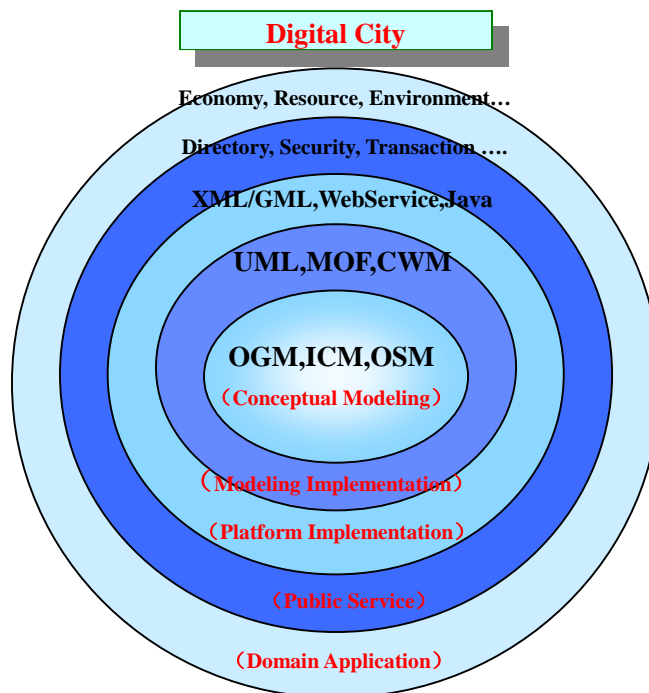 Digital City
Economy, Resource, Environment…
Directory, Security, Transaction ….
XML/GML,WebService,Java
UML,MOF,CWM
OGM,ICM,OSM
（Conceptual Modeling）
（Modeling Implementation）
（Platform Implementation）
（Public Service）
（Domain Application）